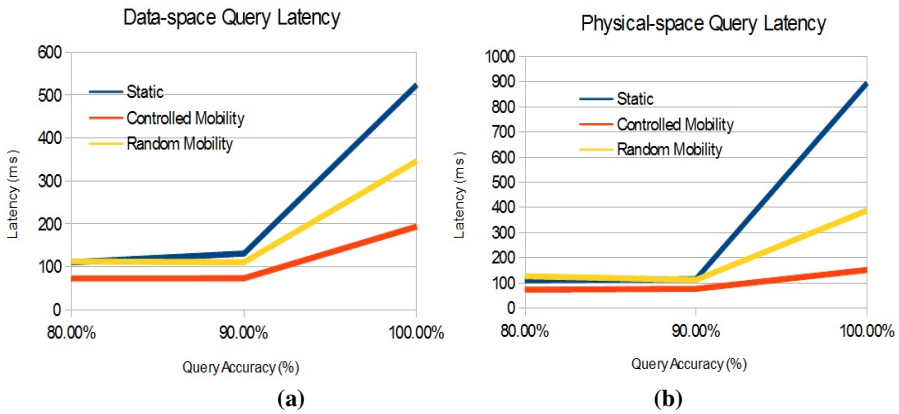 Data-space Query Latency
600
500
400
300
200
100
0
Latency (ms)
Static
Controlled Mobility
Random Mobility
80.00%
90.00%
100.00%
Query Accuracy (%)
(a)
Physical-space Query Latency
1000
900
800
700
600
500
400
300
200
100
0
Latency (ms)
Static
Controlled Mobility
Random Mobility
80.00%
90.00%
100.00%
Query Accuracy (%)
(b)